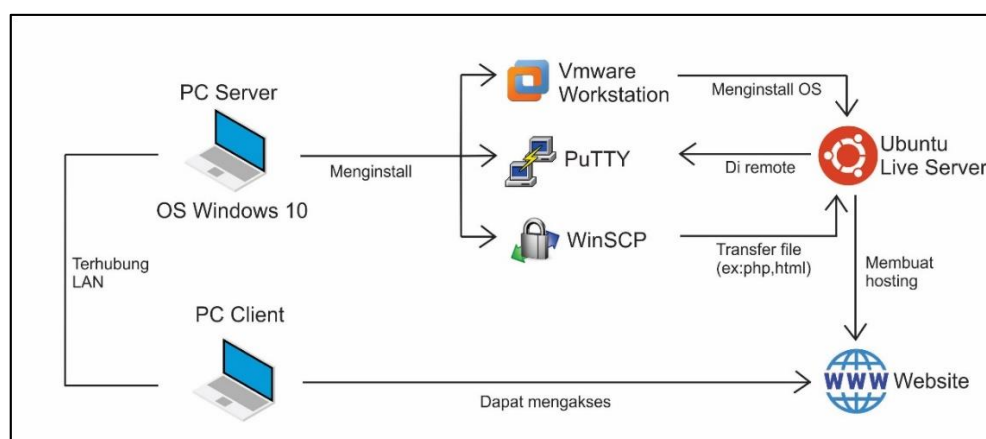 PC Server
OS Windows 10
Menginstall
Vmware
Workstation
Menginstall OS
PuTTY
Di remote
Ubuntu
Live Server
WinSCP
Transfer file
(ex:php,html)
Membuat
hosting
Terhubung
LAN
PC Client
Dapat mengakses
WWW
Website